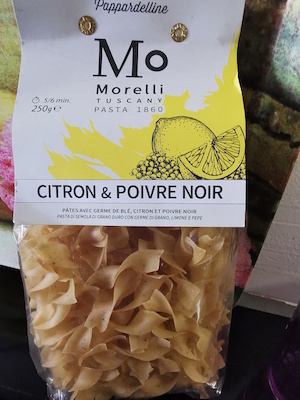 Pappardelline
Mo
Morelli
TUSCANY
PASTA 1860
5/6 min.
250g e
CITRON & POIVRE NOIR
PÂTES AVEC GERME DE BLÉ, CITRON ET POIVRE NOIR
PASTA DI SEMOLA DI GRANO DURO CON GERME DI GRANO, LIMONE E PEPE